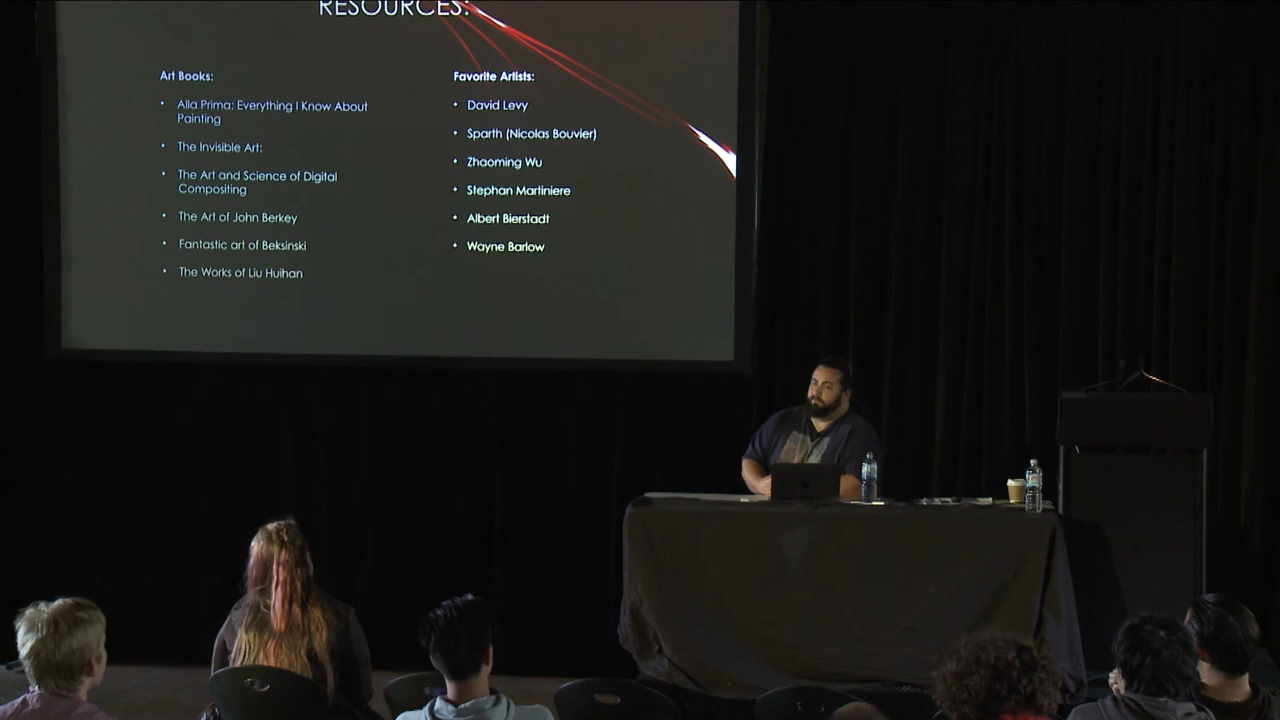 RESOURCES:
Art Books:
• Alla Prima: Everything I Know About
Painting
• The Invisible Art:
• The Art and Science of Digital
Compositing
• The Art of John Berkey
• Fantastic art of Beksinski
• The Works of Liu Huihan
Favorite Artists:
• David Levy
• Sparth (Nicolas Bouvier)
• Zhaoming Wu
• Stephan Martiniere
• Albert Bierstadt
• Wayne Barlow